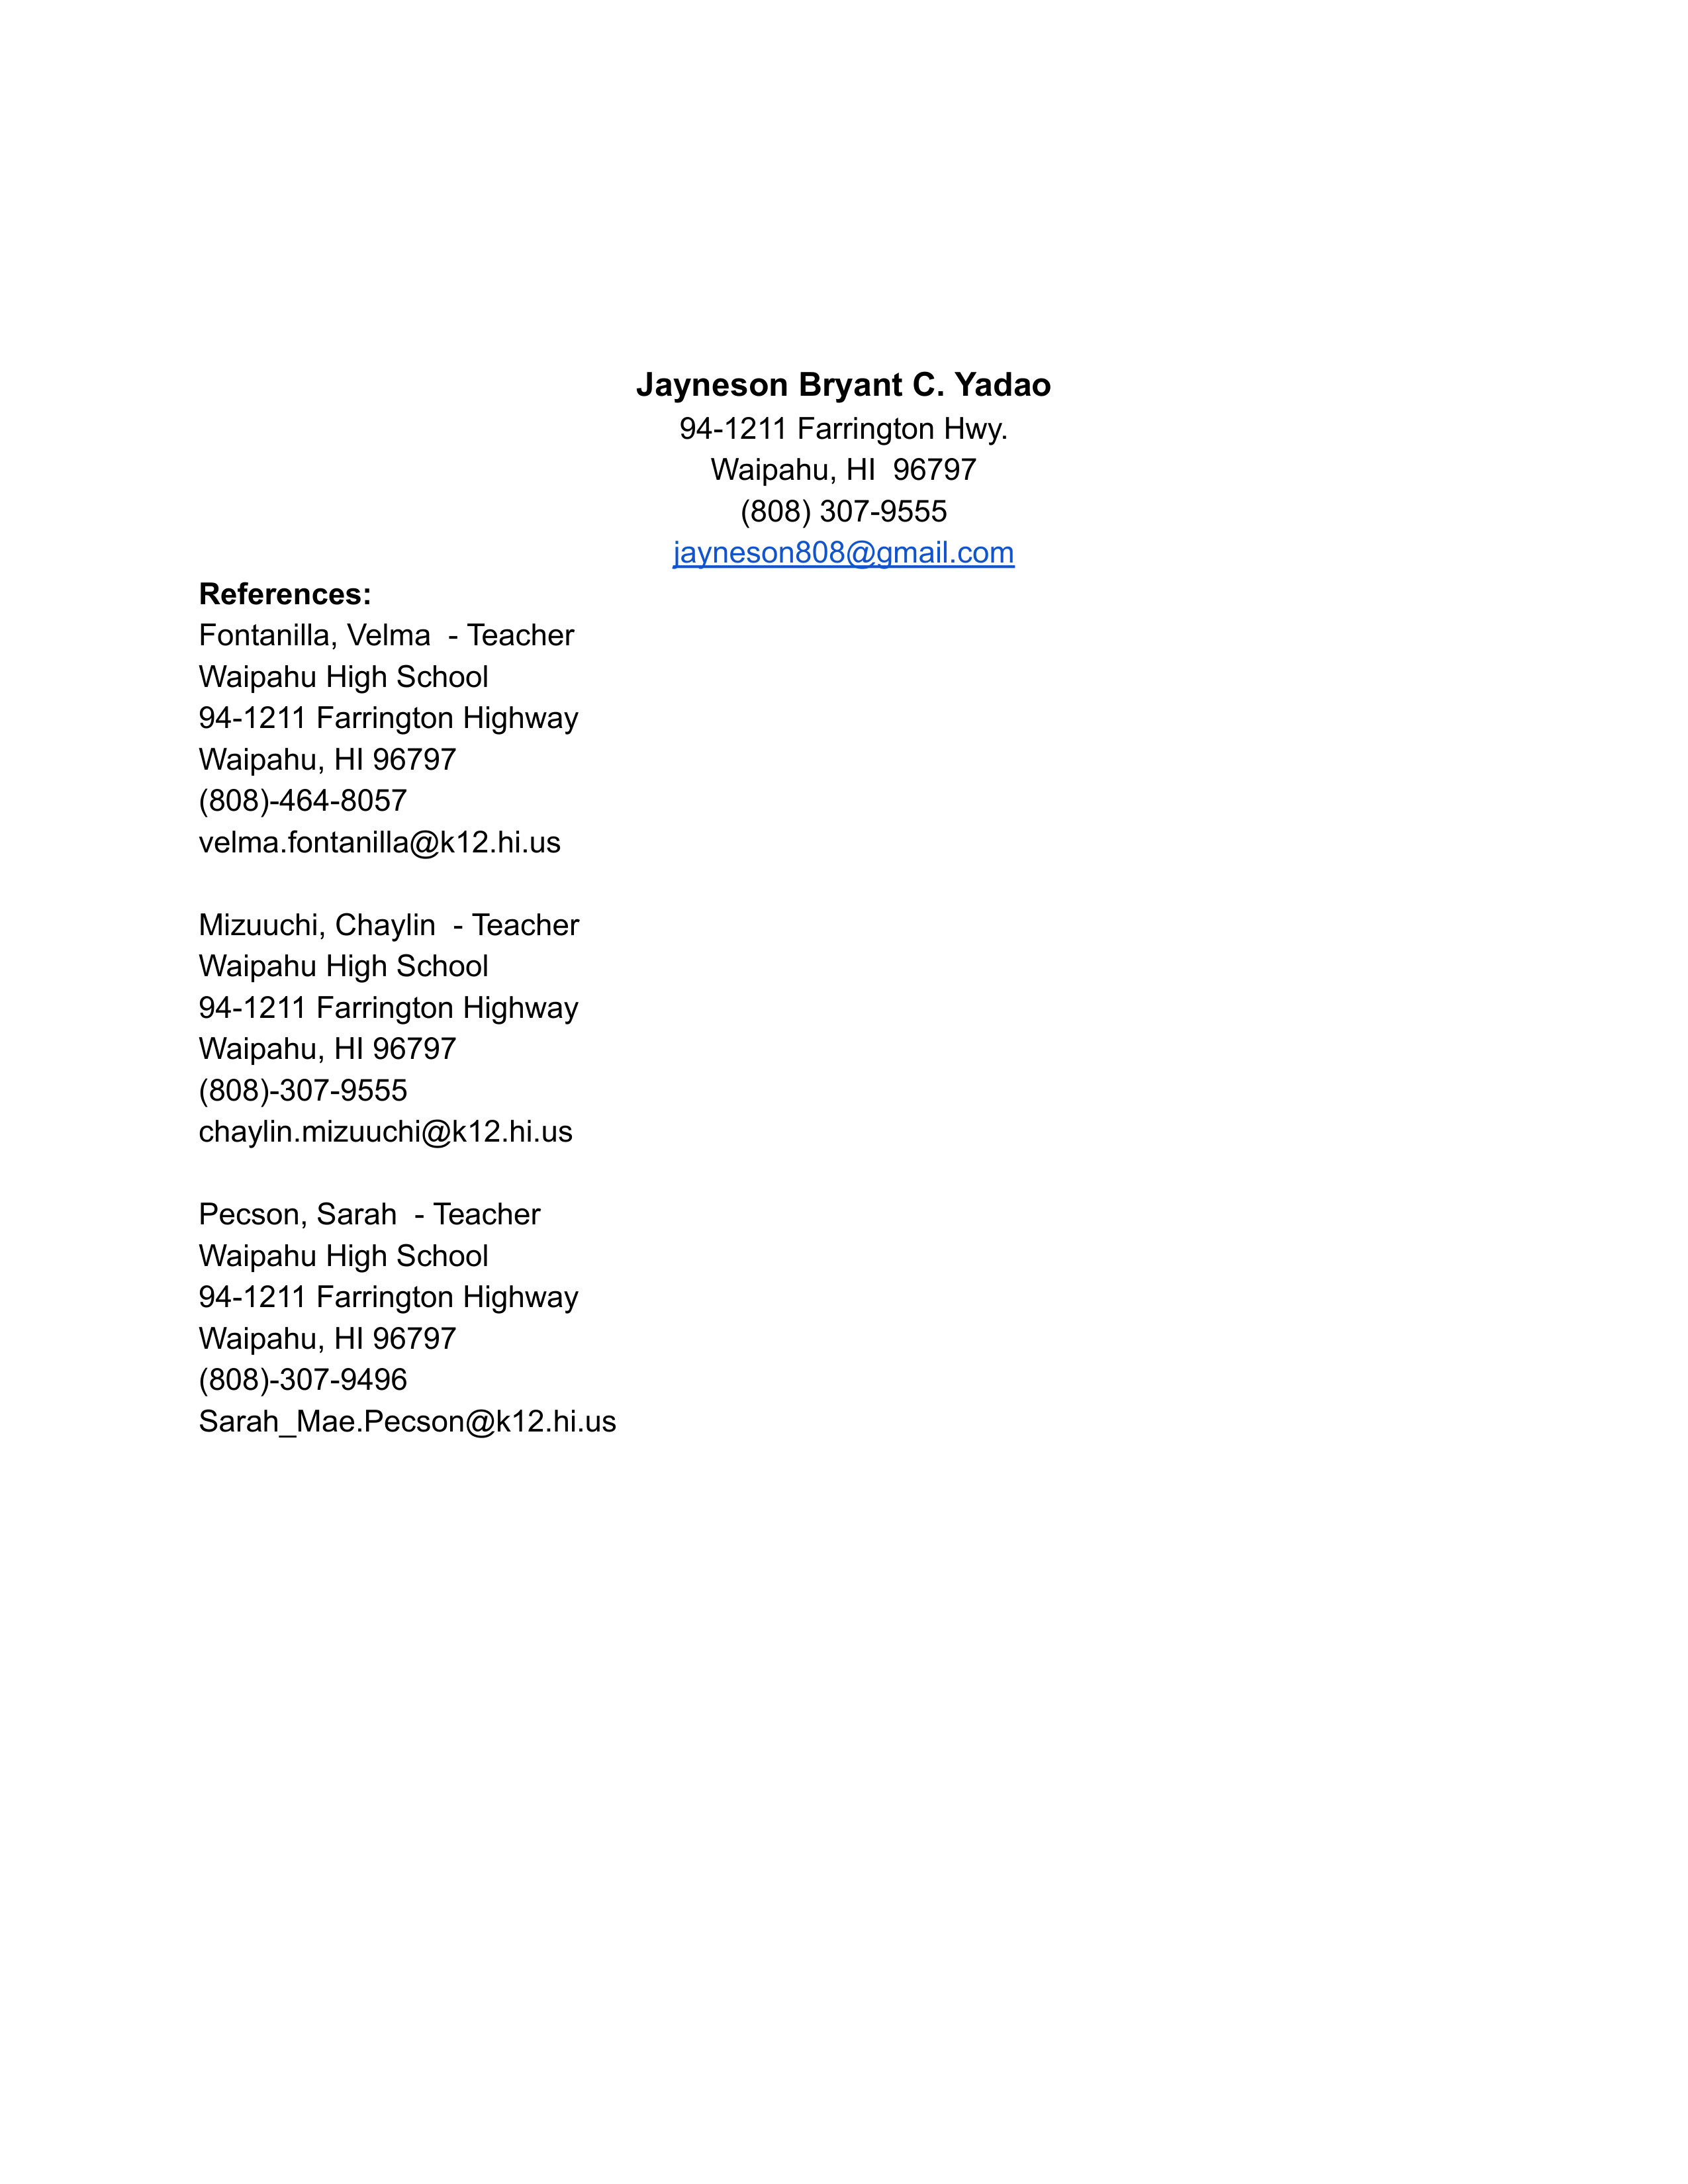 Jayneson Bryant C. Yadao
94-1211 Farrington Hwy.
Waipahu, HI  96797
(808) 307-9555
jayneson808@gmail.com
References:
Fontanilla, Velma  - Teacher
Waipahu High School
94-1211 Farrington Highway
Waipahu, HI 96797
(808)-464-8057
velma.fontanilla@k12.hi.us
Mizuuchi, Chaylin  - Teacher
Waipahu High School
94-1211 Farrington Highway
Waipahu, HI 96797
(808)-307-9555
chaylin.mizuuchi@k12.hi.us
Pecson, Sarah  - Teacher
Waipahu High School
94-1211 Farrington Highway
Waipahu, HI 96797
(808)-307-9496
Sarah_Mae.Pecson@k12.hi.us